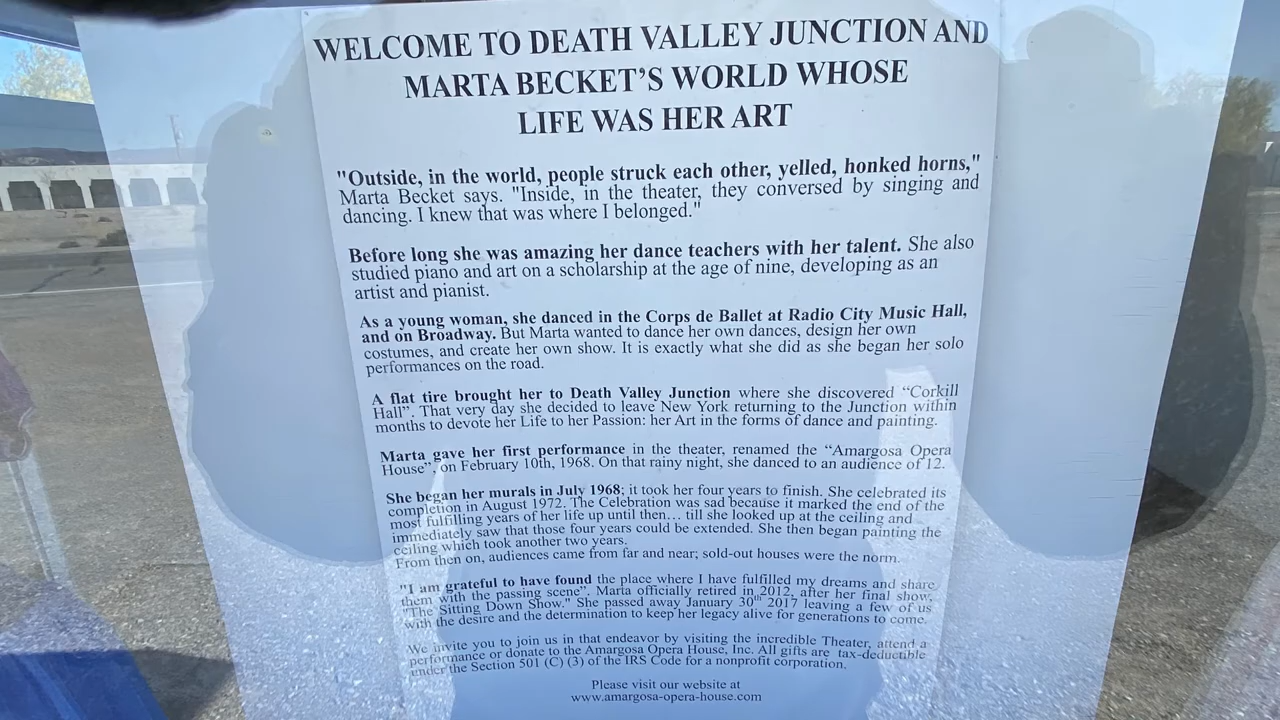 WELCOME TO DEATH VALLEY JUNCTION AND
MARTA BECKET'S WORLD WHOSE
LIFE WAS HER ART
"Outside, in the world, people struck each other, yelled, honked horns,"
Marta Becket says. "Inside, in the theater, they conversed by singing and
dancing. I knew that was where I belonged."
Before long she was amazing her dance teachers with her talent. She also
studied piano and art on a scholarship at the age of nine, developing as an
artist and pianist.
As a young woman, she danced in the Corps de Ballet at Radio City Music Hall,
and on Broadway. But Marta wanted to dance her own dances, design her own
costumes, and create her own show. It is exactly what she did as she began her solo
performances on the road.
A flat tire brought her to Death Valley Junction where she discovered “Corkill
Hall”. That very day she decided to leave New York returning to the Junction within
months to devote her Life to her Passion: her Art in the forms of dance and painting.
Marta gave her first performance in the theater, renamed the “Amargosa Opera
House”, on February 10th, 1968. On that rainy night, she danced to an audience of 12.
She began her murals in July 1968; it took her four years to finish. She celebrated its
completion in August 1972. The Celebration was sad because it marked the end of the
most fulfilling years of her life up until then… till she looked up at the ceiling and
immediately saw that those four years could be extended. She then began painting the
ceiling which took another two years.
From then on, audiences came from far and near; sold-out houses were the norm.
"I am grateful to have found the place where I have fulfilled my dreams and share
them with the passing scene”. Marta officially retired in 2012, after her final show,
"The Sitting Down Show." She passed away January 30th 2017 leaving a few of us
with the desire and the determination to keep her legacy alive for generations to come.
We invite you to join us in that endeavor by visiting the incredible Theater, attend a
performance or donate to the Amargosa Opera House, Inc. All gifts are tax-deductible
under the Section 501 (C) (3) of the IRS Code for a nonprofit corporation.
Please visit our website at
www.amargosa-opera-house.com